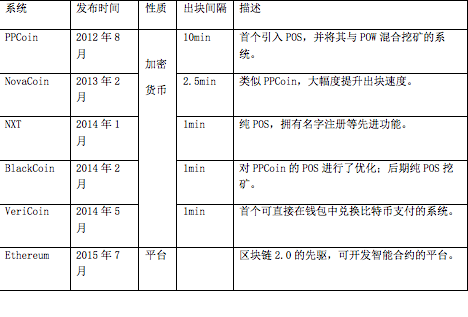 系统 发布时间 性质 出块间隔 描述
PPCoin 2012 年 8 月 加密货币 10min 首个引入 POS，并将其与 POW 混合挖矿的系统。
NovaCoin 2013 年 2 月 2.5min 类似 PPCoin，大幅度提升出块速度。
NXT 2014 年 1 月 1min 纯 POS，拥有名字注册等先进功能。
BlackCoin 2014 年 2 月 1min 对 PPCoin 的 POS 进行了优化；后期纯 POS 挖矿。
VeriCoin 2014 年 5 月 1min 首个可直接在钱包中兑换比特币支付的系统。
Ethereum 2015 年 7 月 平台 区块链 2.0 的先驱，可开发智能合约的平台。